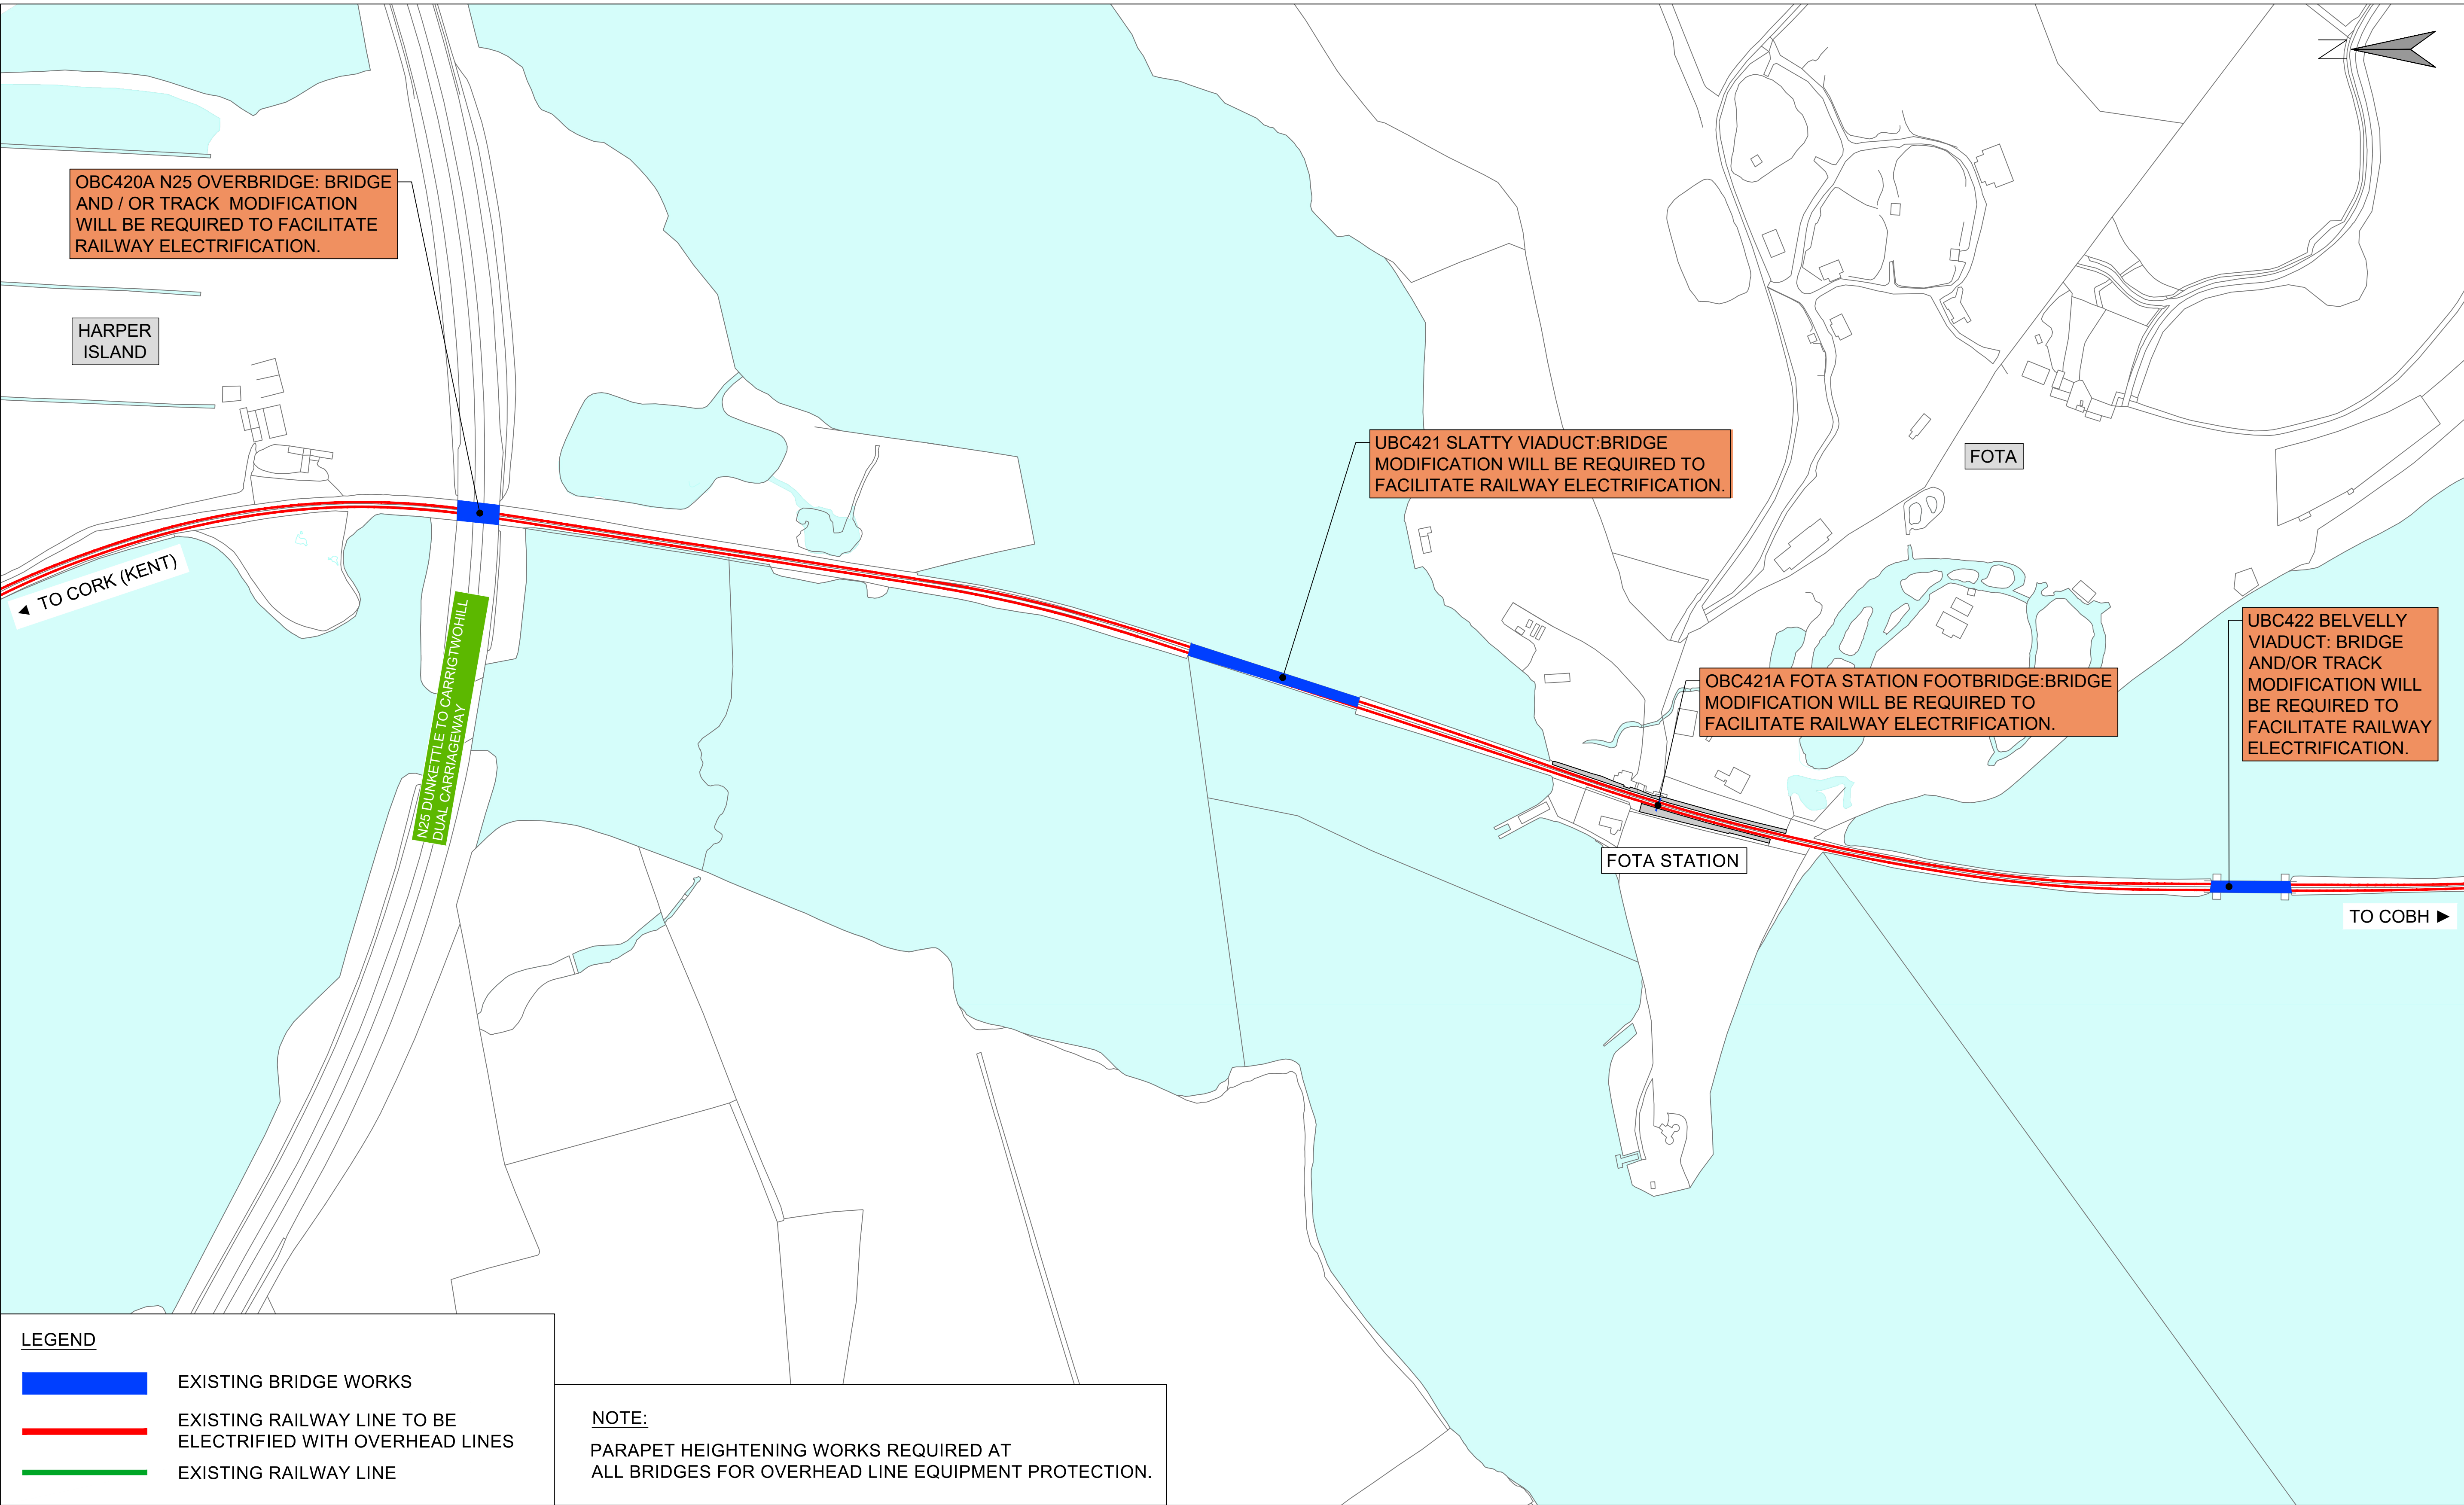 OBC420A N25 OVERBRIDGE: BRIDGE
AND / OR TRACK MODIFICATION
WILL BE REQUIRED TO FACILITATE
RAILWAY ELECTRIFICATION.
HARPER
ISLAND
◄ TO CORK (KENT)
N25 DUNKETTLE TO CARRIGTWOHILL
DUAL CARRIAGEWAY
UBC421 SLATTY VIADUCT:BRIDGE
MODIFICATION WILL BE REQUIRED TO
FACILITATE RAILWAY ELECTRIFICATION.
FOTA
OBC421A FOTA STATION FOOTBRIDGE:BRIDGE
MODIFICATION WILL BE REQUIRED TO
FACILITATE RAILWAY ELECTRIFICATION.
FOTA STATION
UBC422 BELVELLY
VIADUCT: BRIDGE
AND/OR TRACK
MODIFICATION WILL
BE REQUIRED TO
FACILITATE RAILWAY
ELECTRIFICATION.
TO COBH ►
N
LEGEND
EXISTING BRIDGE WORKS
EXISTING RAILWAY LINE TO BE
ELECTRIFIED WITH OVERHEAD LINES
EXISTING RAILWAY LINE
NOTE:
PARAPET HEIGHTENING WORKS REQUIRED AT
ALL BRIDGES FOR OVERHEAD LINE EQUIPMENT PROTECTION.